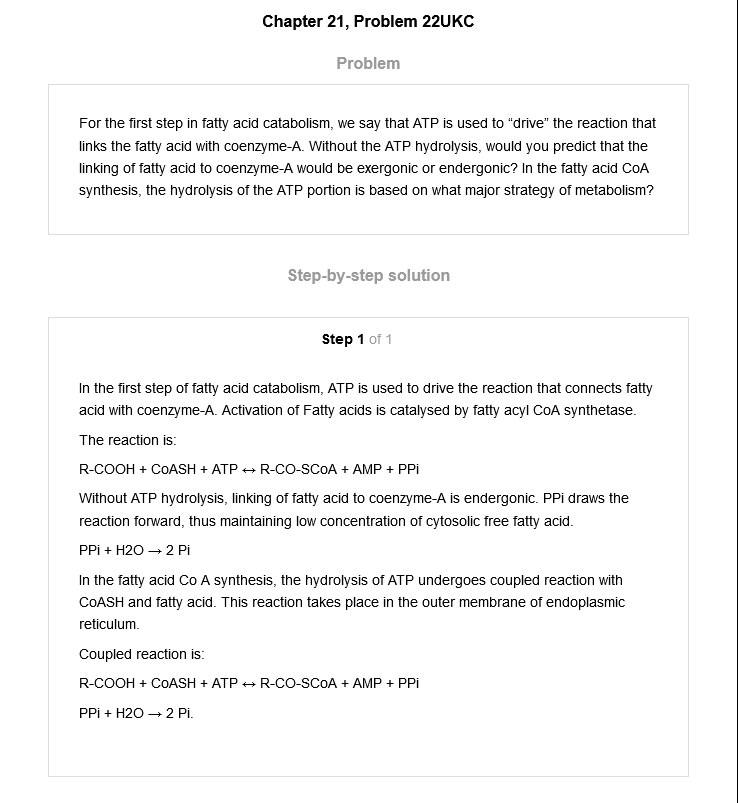 Chapter 21, Problem 22UKC
Problem
For the first step in fatty acid catabolism, we say that ATP is used to “drive” the reaction that
links the fatty acid with coenzyme-A. Without the ATP hydrolysis, would you predict that the
linking of fatty acid to coenzyme-A would be exergonic or endergonic? In the fatty acid CoA
synthesis, the hydrolysis of the ATP portion is based on what major strategy of metabolism?
Step-by-step solution
Step 1 of 1
In the first step of fatty acid catabolism, ATP is used to drive the reaction that connects fatty
acid with coenzyme-A. Activation of Fatty acids is catalysed by fatty acyl CoA synthetase.
The reaction is:
R-COOH + CoASH + ATP ↔ R-CO-SCoA + AMP + PPi
Without ATP hydrolysis, linking of fatty acid to coenzyme-A is endergonic. PPi draws the
reaction forward, thus maintaining low concentration of cytosolic free fatty acid.
PPi + H2O → 2 Pi
In the fatty acid Co A synthesis, the hydrolysis of ATP undergoes coupled reaction with
CoASH and fatty acid. This reaction takes place in the outer membrane of endoplasmic
reticulum.
Coupled reaction is:
R-COOH + CoASH + ATP ↔ R-CO-SCoA + AMP + PPi
PPi + H2O → 2 Pi.